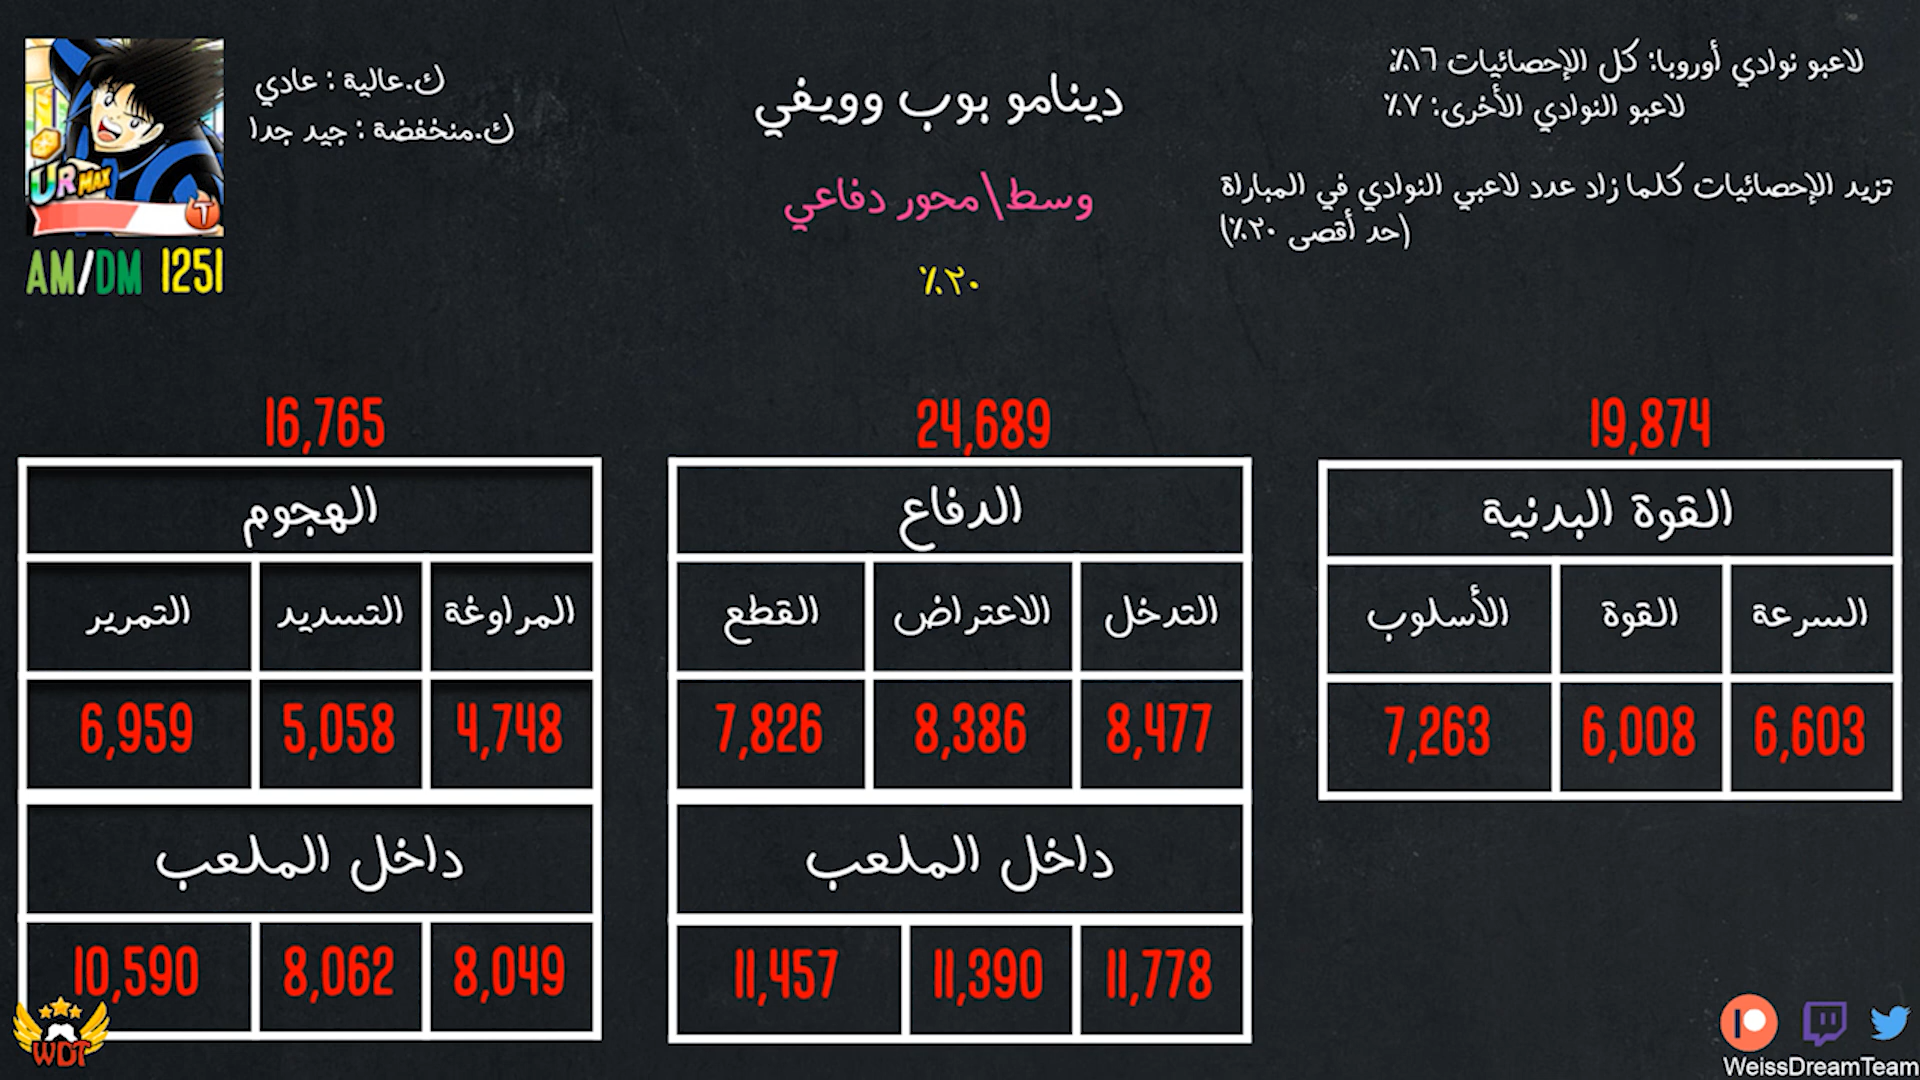 UR MAX
T
AM/DM 1251
ك.عالية : عادي
ك.منخفضة : جيد جدا
دينامو بوب وويفي
وسط\محور دفاعي
٢٠٪
لاعبو نوادي أوروبا: كل الإحصائيات ١٦٪
لاعبو النوادي الأخرى: ٧٪
تزيد الإحصائيات كلما زاد عدد لاعبي النوادي في المباراة
(حد أقصى ٢٠٪)
16,765
الهجوم
المراوغة التسديد التمرير
6,959 5,058 4,748
داخل الملعب
10,590 8,062 8,049
24,689
الدفاع
التدخل الاعتراض القطع
7,826 8,386 8,477
داخل الملعب
11,457 11,390 11,778
19,874
القوة البدنية
السرعة القوة الأسلوب
7,263 6,008 6,603
WDT
WeissDreamTeam